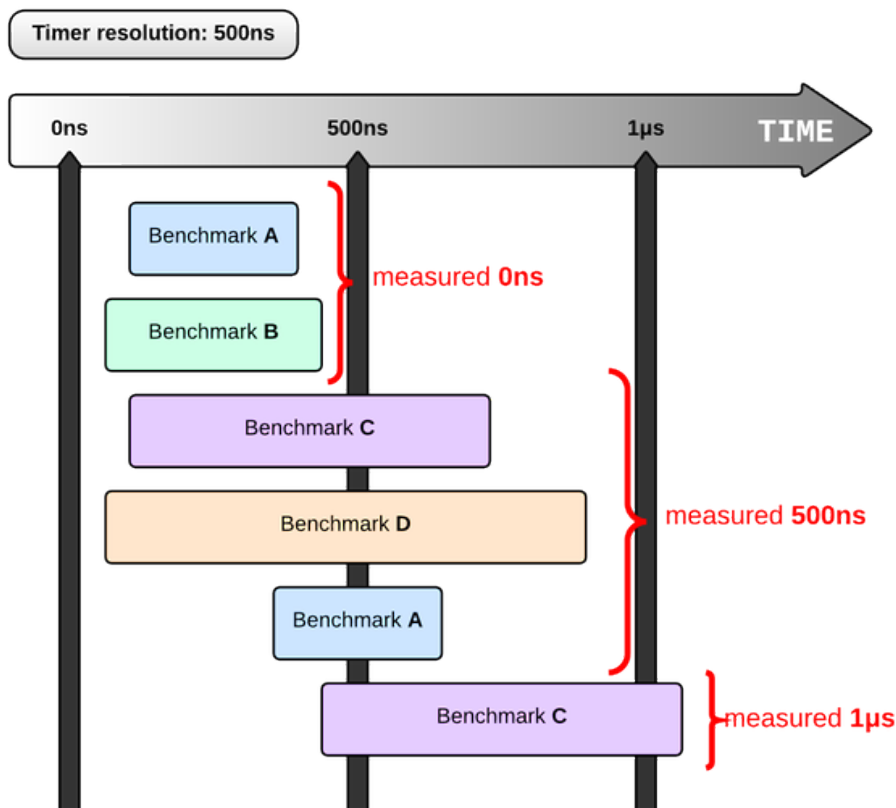 Timer resolution: 500ns
0ns 500ns 1µs TIME
Benchmark A
measured 0ns
Benchmark B
Benchmark C
Benchmark D
measured 500ns
Benchmark A
Benchmark C
measured 1µs